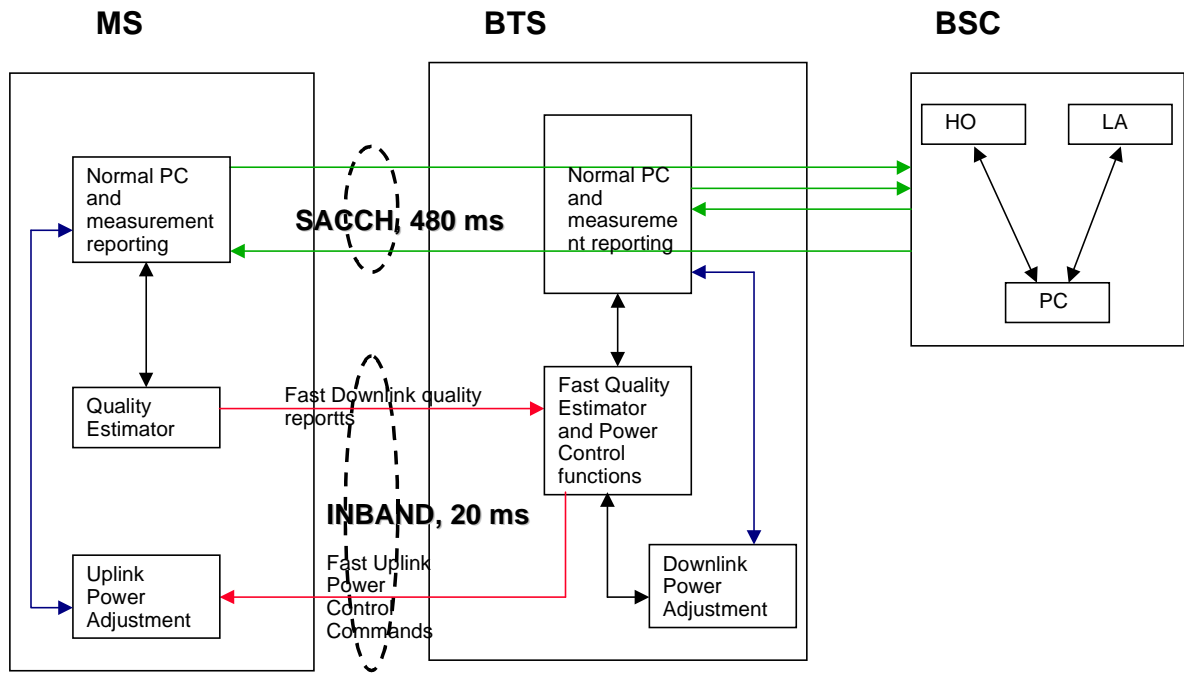 MS
BTS
BSC
HO
LA
PC
Normal PC
and
measurement
reporting
SACCH, 480 ms
Normal PC
and
measureme
nt reporting
Quality
Estimator
Fast Downlink quality
reportts
Fast Quality
Estimator
and Power
Control
functions
INBAND, 20 ms
Uplink
Power
Adjustment
Fast Uplink
Power
Control
Commands
Downlink
Power
Adjustment